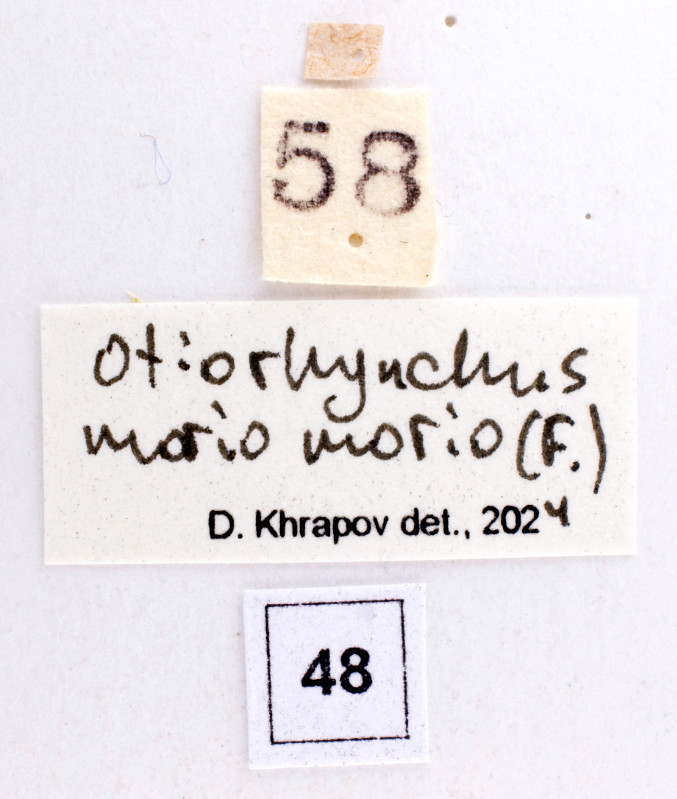 58
Otiorhynchus
morio morio (F.)
D. Khrapov det., 2024
48